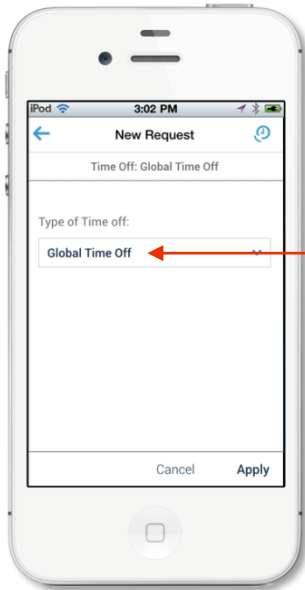 iPod 3:02 PM
New Request
Time Off: Global Time Off
Type of Time off:
Global Time Off
Cancel Apply